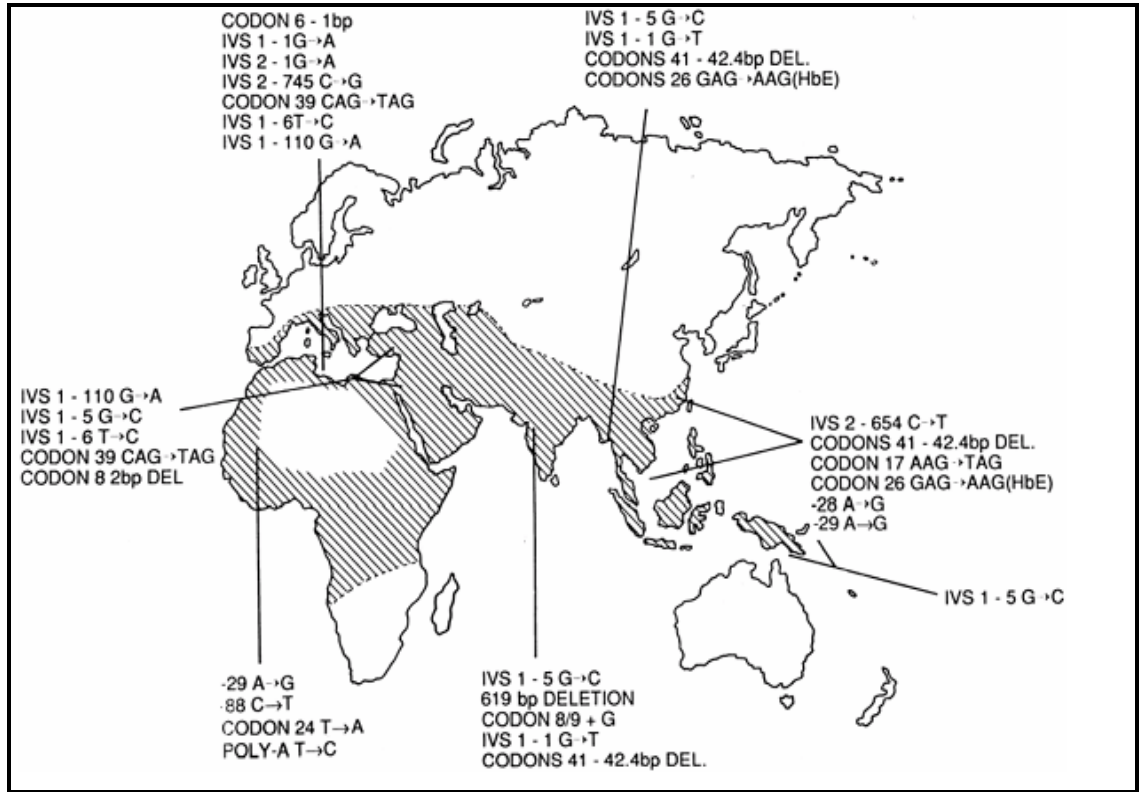 CODON 6 - 1bp
IVS 1 - 1G→A
IVS 2 - 1G→A
IVS 2 - 745 C→G
CODON 39 CAG→TAG
IVS 1 - 6T→C
IVS 1 - 110 G→A
IVS 1 - 5 G→C
IVS 1 - 1 G→T
CODONS 41 - 42.4bp DEL.
CODONS 26 GAG→AAG(HbE)
IVS 1 - 110 G→A
IVS 1 - 5 G→C
IVS 1 - 6 T→C
CODON 39 CAG→TAG
CODON 8 2bp DEL
IVS 2 - 654 C→T
CODONS 41 - 42.4bp DEL.
CODON 17 AAG→TAG
CODON 26 GAG→AAG(HbE)
-28 A→G
-29 A→G
IVS 1 - 5 G→C
-29 A→G
-88 C→T
CODON 24 T→A
POLY-A T→C
IVS 1 - 5 G→C
619 bp DELETION
CODON 8/9 + G
IVS 1 - 1 G→T
CODONS 41 - 42.4bp DEL.